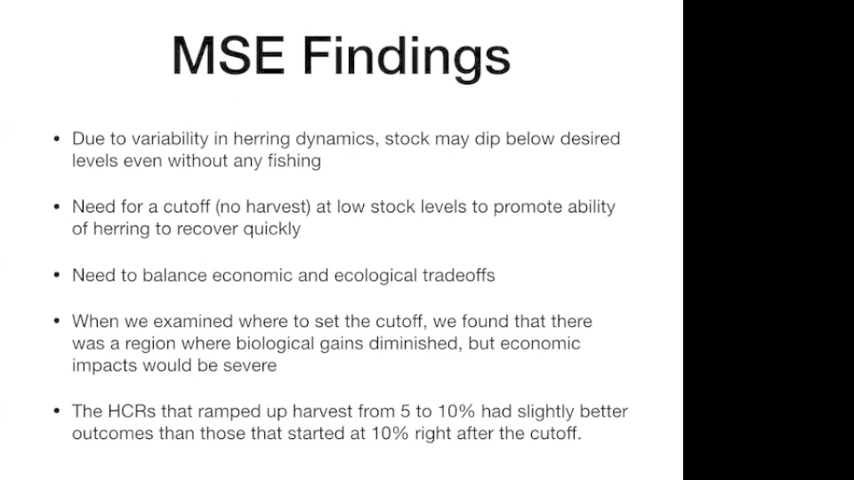 MSE Findings
• Due to variability in herring dynamics, stock may dip below desired
levels even without any fishing
• Need for a cutoff (no harvest) at low stock levels to promote ability
of herring to recover quickly
• Need to balance economic and ecological tradeoffs
• When we examined where to set the cutoff, we found that there
was a region where biological gains diminished, but economic
impacts would be severe
• The HCRs that ramped up harvest from 5 to 10% had slightly better
outcomes than those that started at 10% right after the cutoff.